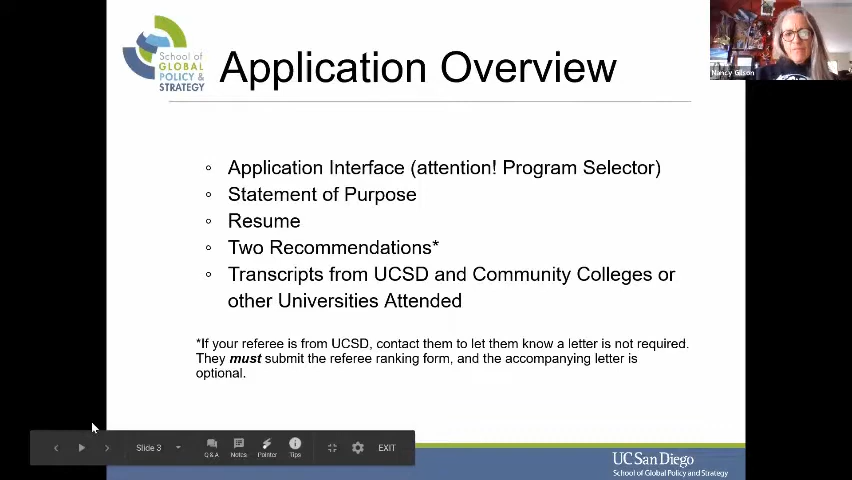 School of
GLOBAL
POLICY &
STRATEGY
Application Overview
Nancy Gilson
Application Interface (attention! Program Selector)
Statement of Purpose
Resume
Two Recommendations*
Transcripts from UCSD and Community Colleges or
other Universities Attended
*If your referee is from UCSD, contact them to let them know a letter is not required.
They must submit the referee ranking form, and the accompanying letter is
optional.
Slide 3
Q & A
Notes
Pointer
Tips
EXIT
UC San Diego
School of Global Policy and Strategy